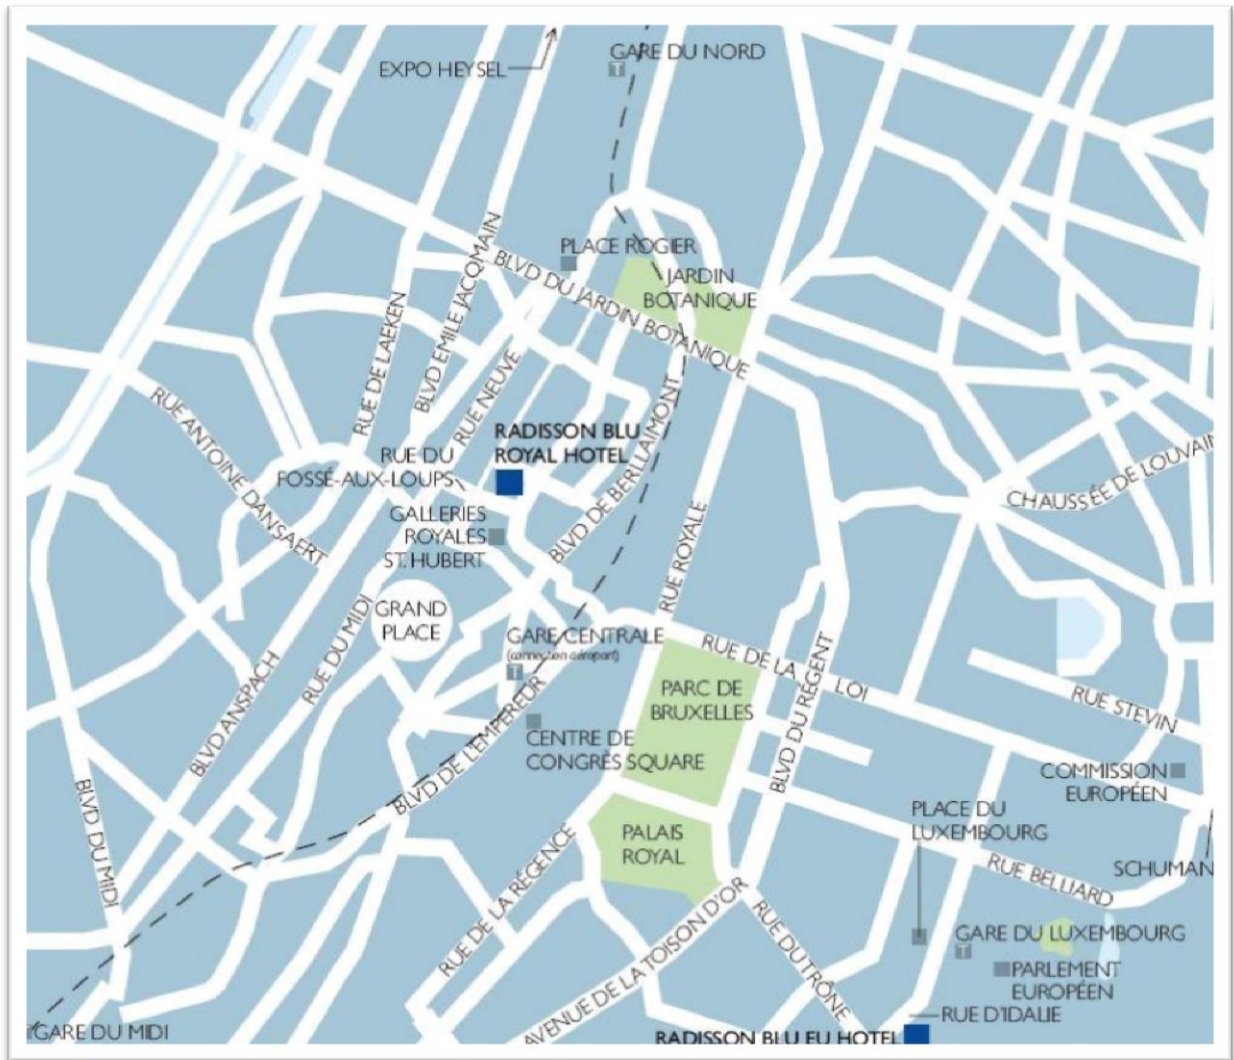 GARE DU NORD
EXPO HEYSEL
PLACE ROGIER
JARDIN
BOTANIQUE
BLVD DU JARDIN BOTANIQUE
BLVD EMILE JACQMAIN
RUE DE LAEKEN
RUE NEUVE
RUE ANTOINE DANSAERT
RADISSON BLU
ROYAL HOTEL
RUE DU
FOSSÉ-AUX-LOUPS
BLVD DE BERLLAIMONT
GALLERIES
ROYALES
ST. HUBERT
CHAUSSÉE DE LOUVAIN
RUE ROYALE
GRAND
PLACE
RUE DU MIDI
GARE CENTRALE
(connection aéroport)
T
RUE DE LA LOI
PARC DE
BRUXELLES
BLVD DU RÉGENT
BLVD ANSPACH
BLVD DE L'EMPEREUR
CENTRE DE
CONGRÈS SQUARE
RUE STEVIN
COMMISSION
EUROPÉEN
BLVD DU MIDI
PLACE DU
LUXEMBOURG
PALAIS
ROYAL
RUE BELLIARD
SCHUMAN
RUE DE LA RÉGENCE
AVENUE DE LA TOISON D'OR
RUE DU TRÔNE
GARE DU LUXEMBOURG
T
PARLEMENT
EUROPÉEN
RUE D'IDALIE
GARE DU MIDI
RADISSON BLU EU HOTEL